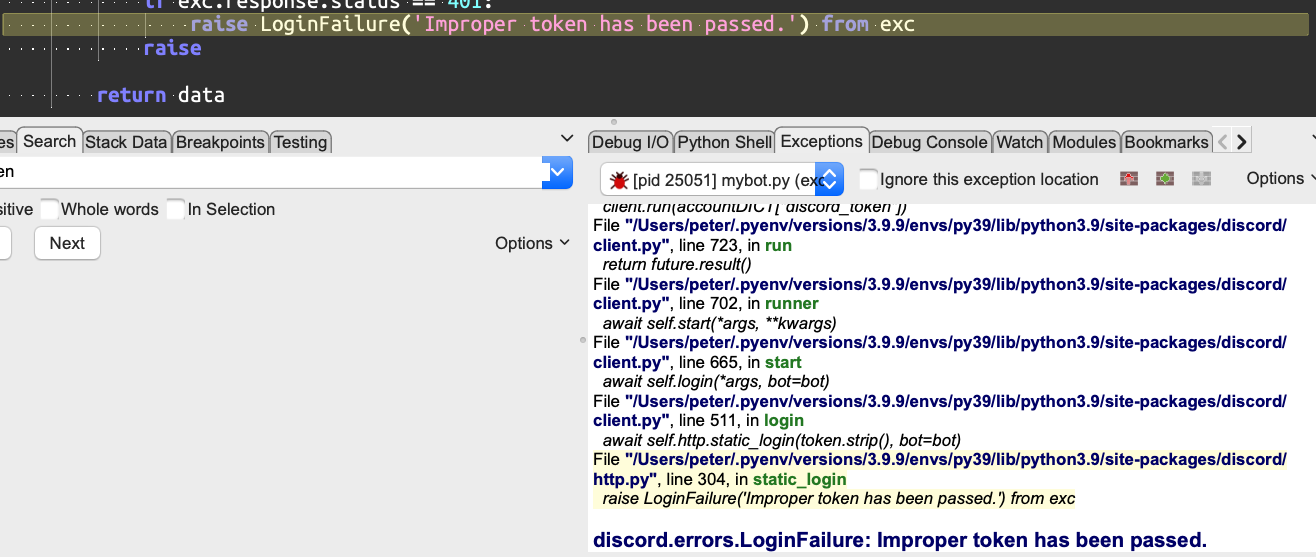 if exc.response.status == 401:
raise LoginFailure('Improper token has been passed.') from exc
raise
return data
es Search Stack Data Breakpoints Testing
en
sitive Whole words In Selection
Next Options
Debug I/O Python Shell Exceptions Debug Console Watch Modules Bookmarks
[pid 25051] mybot.py (exc Ignore this exception location Options
client.run(accountDICT['discord_token'])
File "/Users/peter/.pyenv/versions/3.9.9/envs/py39/lib/python3.9/site-packages/discord/
client.py", line 723, in run
return future.result()
File "/Users/peter/.pyenv/versions/3.9.9/envs/py39/lib/python3.9/site-packages/discord/
client.py", line 702, in runner
await self.start(*args, **kwargs)
File "/Users/peter/.pyenv/versions/3.9.9/envs/py39/lib/python3.9/site-packages/discord/
client.py", line 665, in start
await self.login(*args, bot=bot)
File "/Users/peter/.pyenv/versions/3.9.9/envs/py39/lib/python3.9/site-packages/discord/
client.py", line 511, in login
await self.http.static_login(token.strip(), bot=bot)
File "/Users/peter/.pyenv/versions/3.9.9/envs/py39/lib/python3.9/site-packages/discord/
http.py", line 304, in static_login
raise LoginFailure('Improper token has been passed.') from exc
discord.errors.LoginFailure: Improper token has been passed.